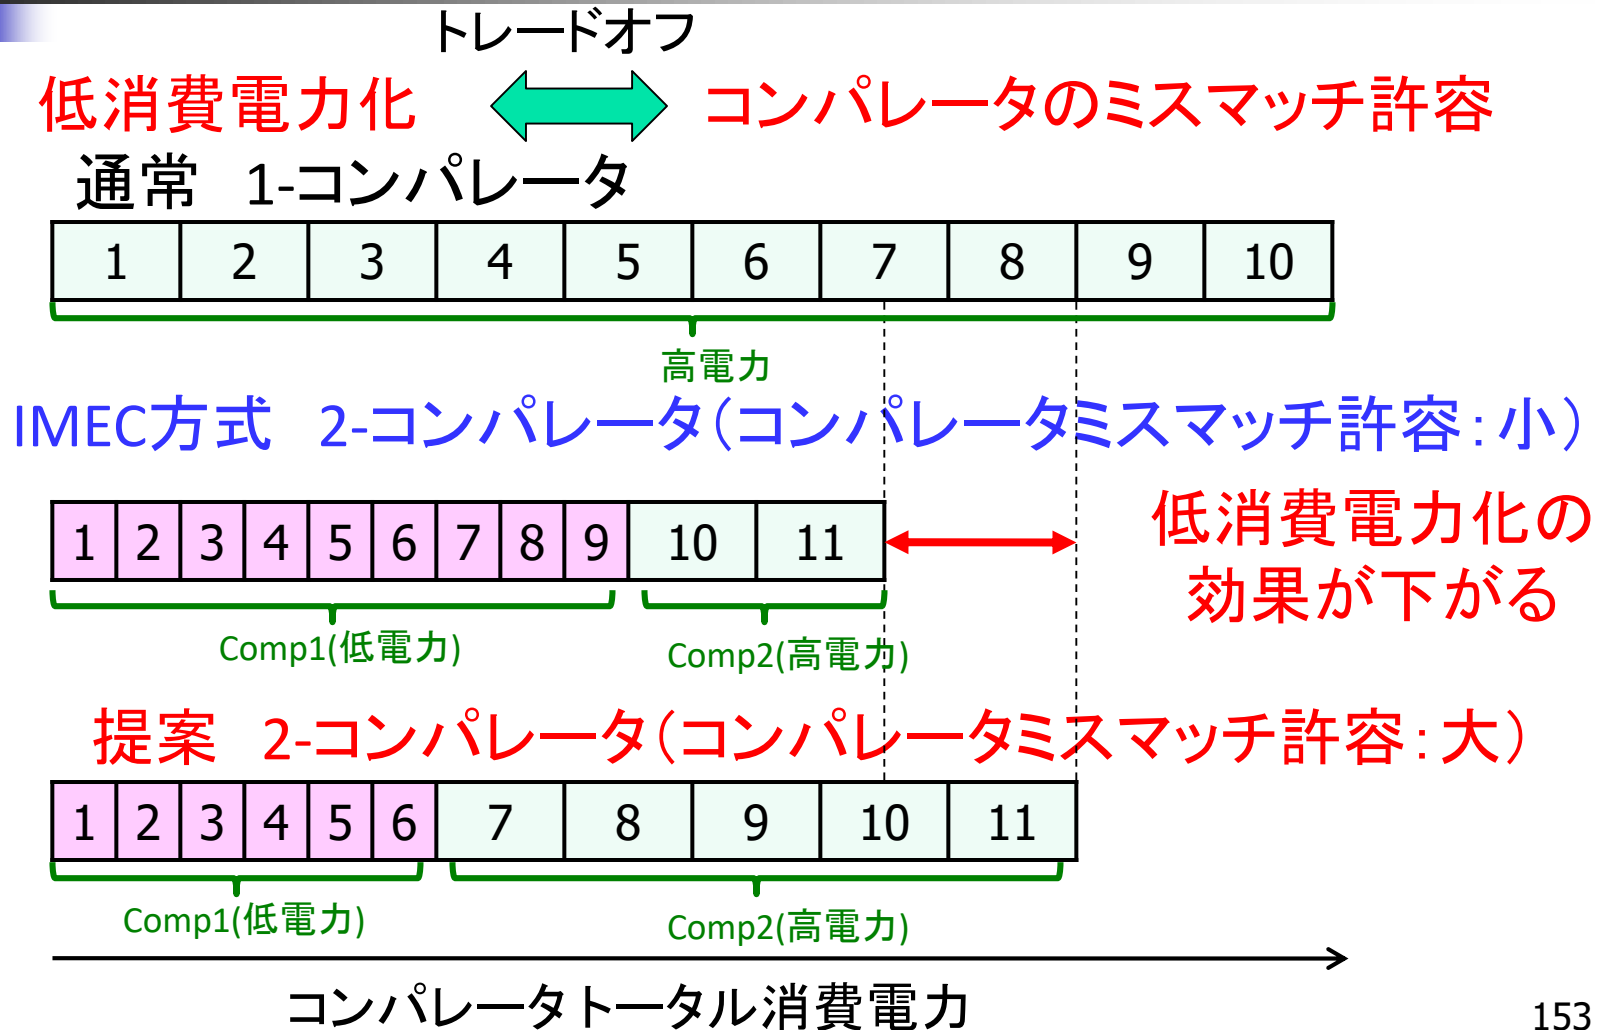 トレードオフ
低消費電力化 コンパレータのミスマッチ許容
通常 1-コンパレータ
1 2 3 4 5 6 7 8 9 10
高電力
IMEC方式 2-コンパレータ(コンパレータミスマッチ許容:小)
1 2 3 4 5 6 7 8 9 10 11
低消費電力化の
効果が下がる
Comp1(低電力) Comp2(高電力)
提案 2-コンパレータ(コンパレータミスマッチ許容:大)
1 2 3 4 5 6 7 8 9 10 11
Comp1(低電力) Comp2(高電力)
コンパレータトータル消費電力
153